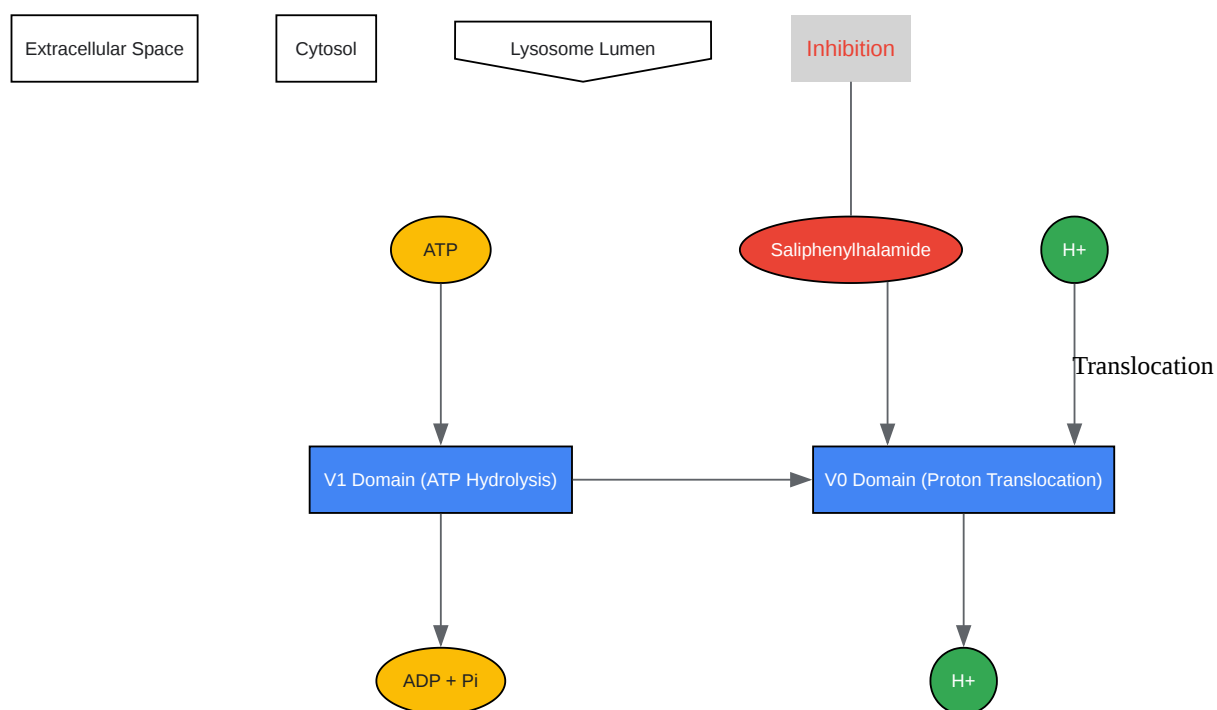 Extracellular Space
Cytosol
Lysosome Lumen
Inhibition
ATP
Saliphenylhalamide
H+
Translocation
V1 Domain (ATP Hydrolysis)
V0 Domain (Proton Translocation)
ADP + Pi
H+